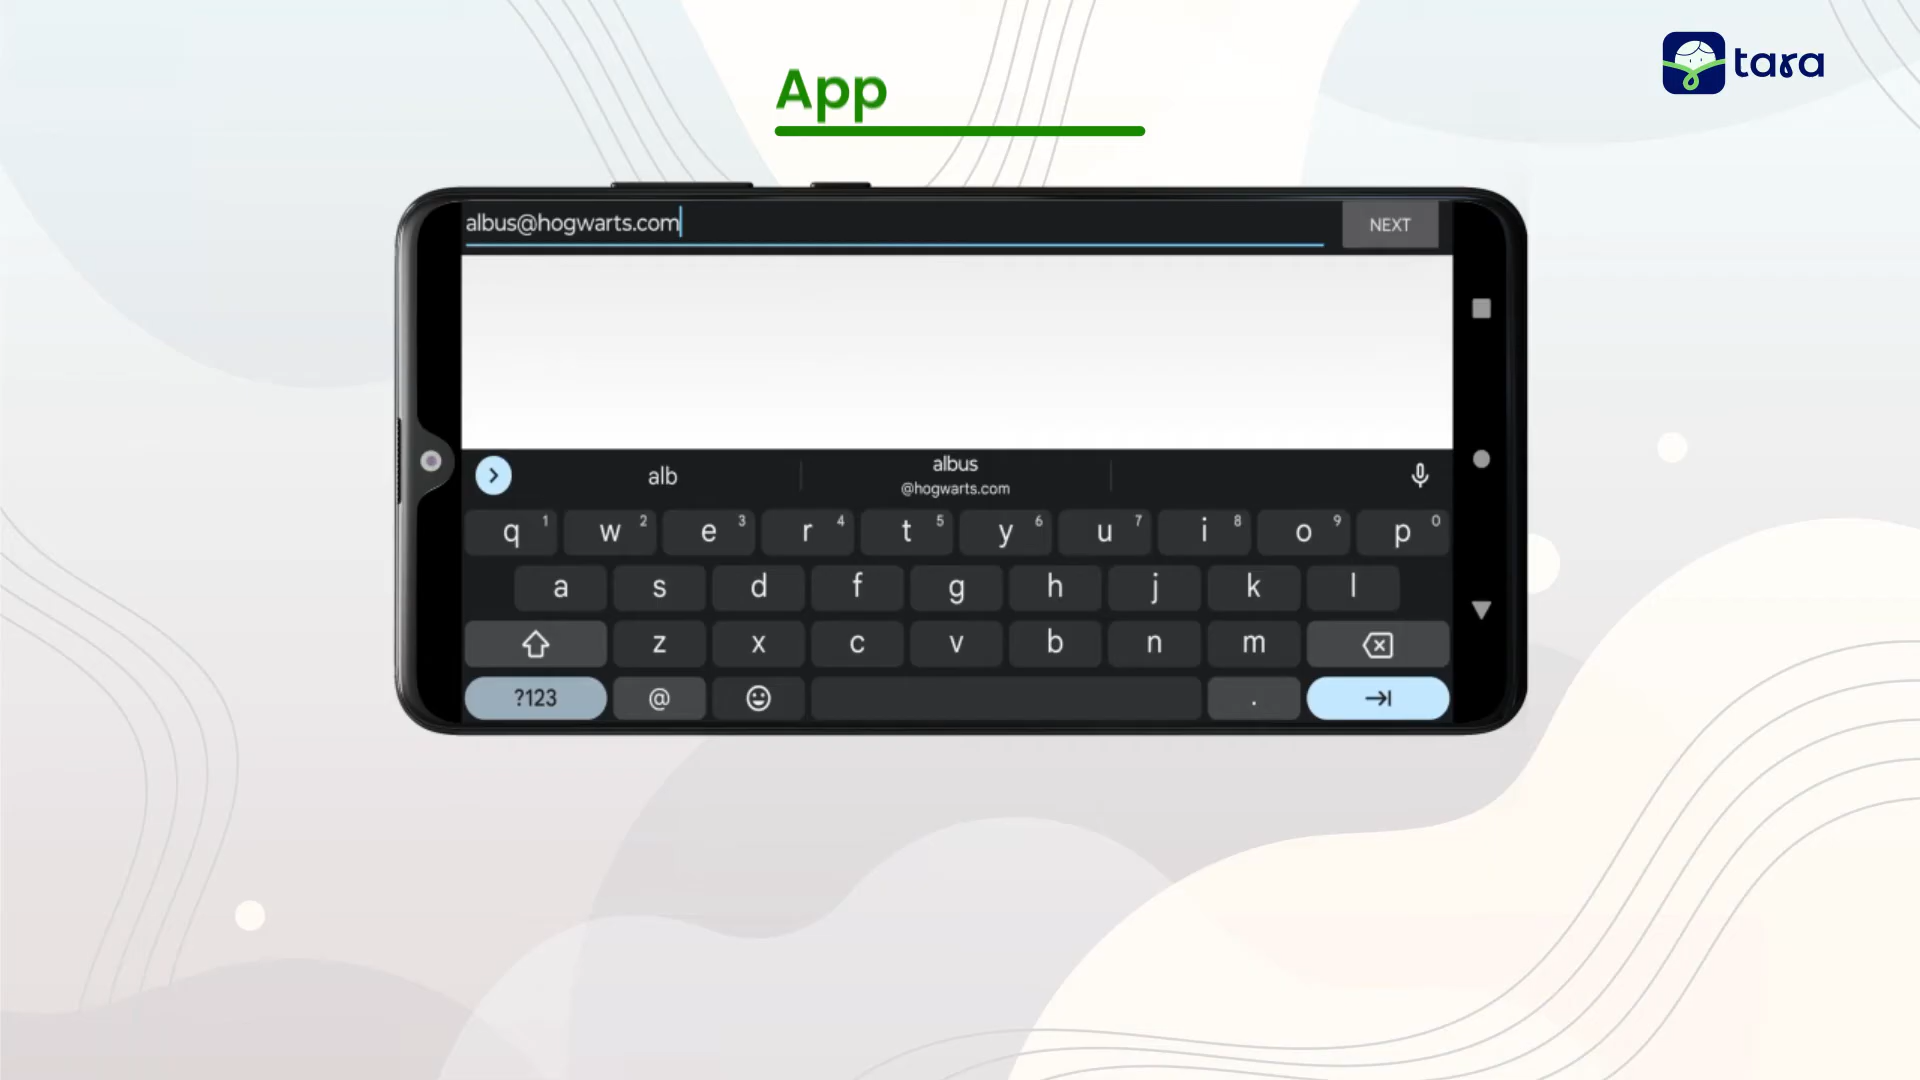 tara
App
albus@hogwarts.com
NEXT
alb
albus
@hogwarts.com
q 1 w 2 e 3 r 4 t 5 y 6 u 7 i 8 o 9 p 0
a s d f g h j k l
z x c v b n m
?123 @ .